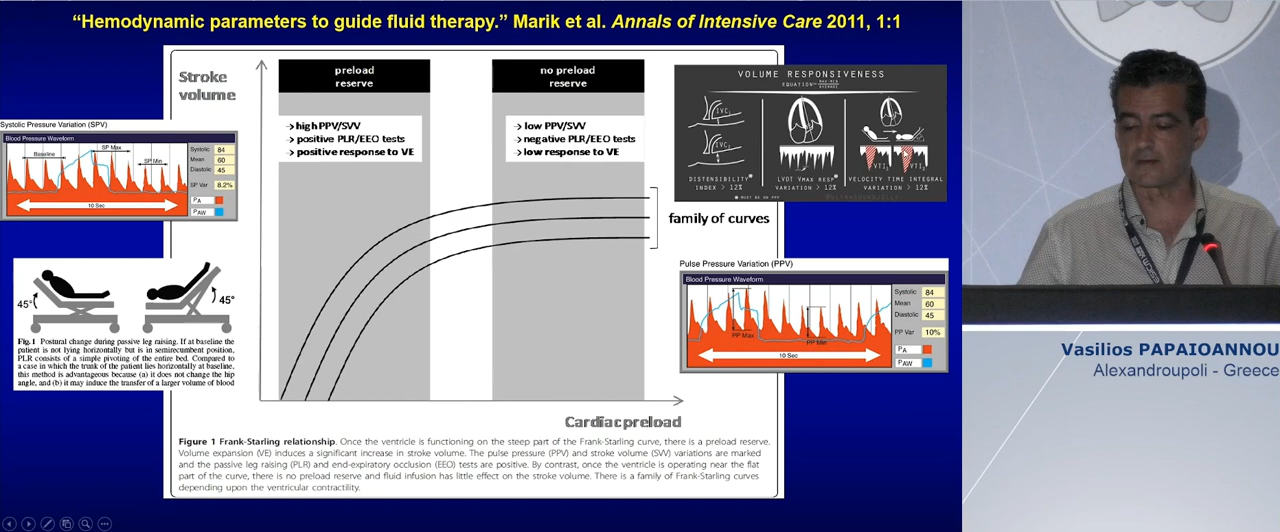 “Hemodynamic parameters to guide fluid therapy.” Marik et al. Annals of Intensive Care 2011, 1:1
Stroke
volume
preload
reserve
no preload
reserve
→ high PPV/SVV
→ positive PLR/EEO tests
→ positive response to VE
→ low PPV/SVV
→ negative PLR/EEO tests
→ low response to VE
family of curves
Cardiac preload
Systolic Pressure Variation (SPV)
Blood Pressure Waveform
Baseline
SP Max
SP Min
10 Sec
Systolic 84
Mean 60
Diastolic 45
SP Var 8.2%
PA
PAW
45°
45°
Fig. 1 Postural change during passive leg raising. If at baseline the
patient is not lying horizontally but is in semirecumbent position,
PLR consists of a simple pivoting of the entire bed. Compared to
a case in which the trunk of the patient lies horizontally at baseline,
this method is advantageous because (a) it does not change the hip
angle, and (b) it may induce the transfer of a larger volume of blood
VOLUME RESPONSIVENESS
EQUATION~
IVC
IVC
VTI
VTI
DISTENSIBILITY*
INDEX > 12%
LVOT VMAX RESP*
VARIATION > 12%
VELOCITY TIME INTEGRAL
VARIATION > 12%
Pulse Pressure Variation (PPV)
Blood Pressure Waveform
PP Max
PP Min
10 Sec
Systolic 84
Mean 60
Diastolic 45
PP Var 10%
PA
PAW
Figure 1 Frank-Starling relationship. Once the ventricle is functioning on the steep part of the Frank-Starling curve, there is a preload reserve.
Volume expansion (VE) induces a significant increase in stroke volume. The pulse pressure (PPV) and stroke volume (SVV) variations are marked
and the passive leg raising (PLR) and end-expiratory occlusion (EEO) tests are positive. By contrast, once the ventricle is operating near the flat
part of the curve, there is no preload reserve and fluid infusion has little effect on the stroke volume. There is a family of Frank-Starling curves
depending upon the ventricular contractility.
Vasilios PAPAIOANNOU
Alexandroupoli - Greece